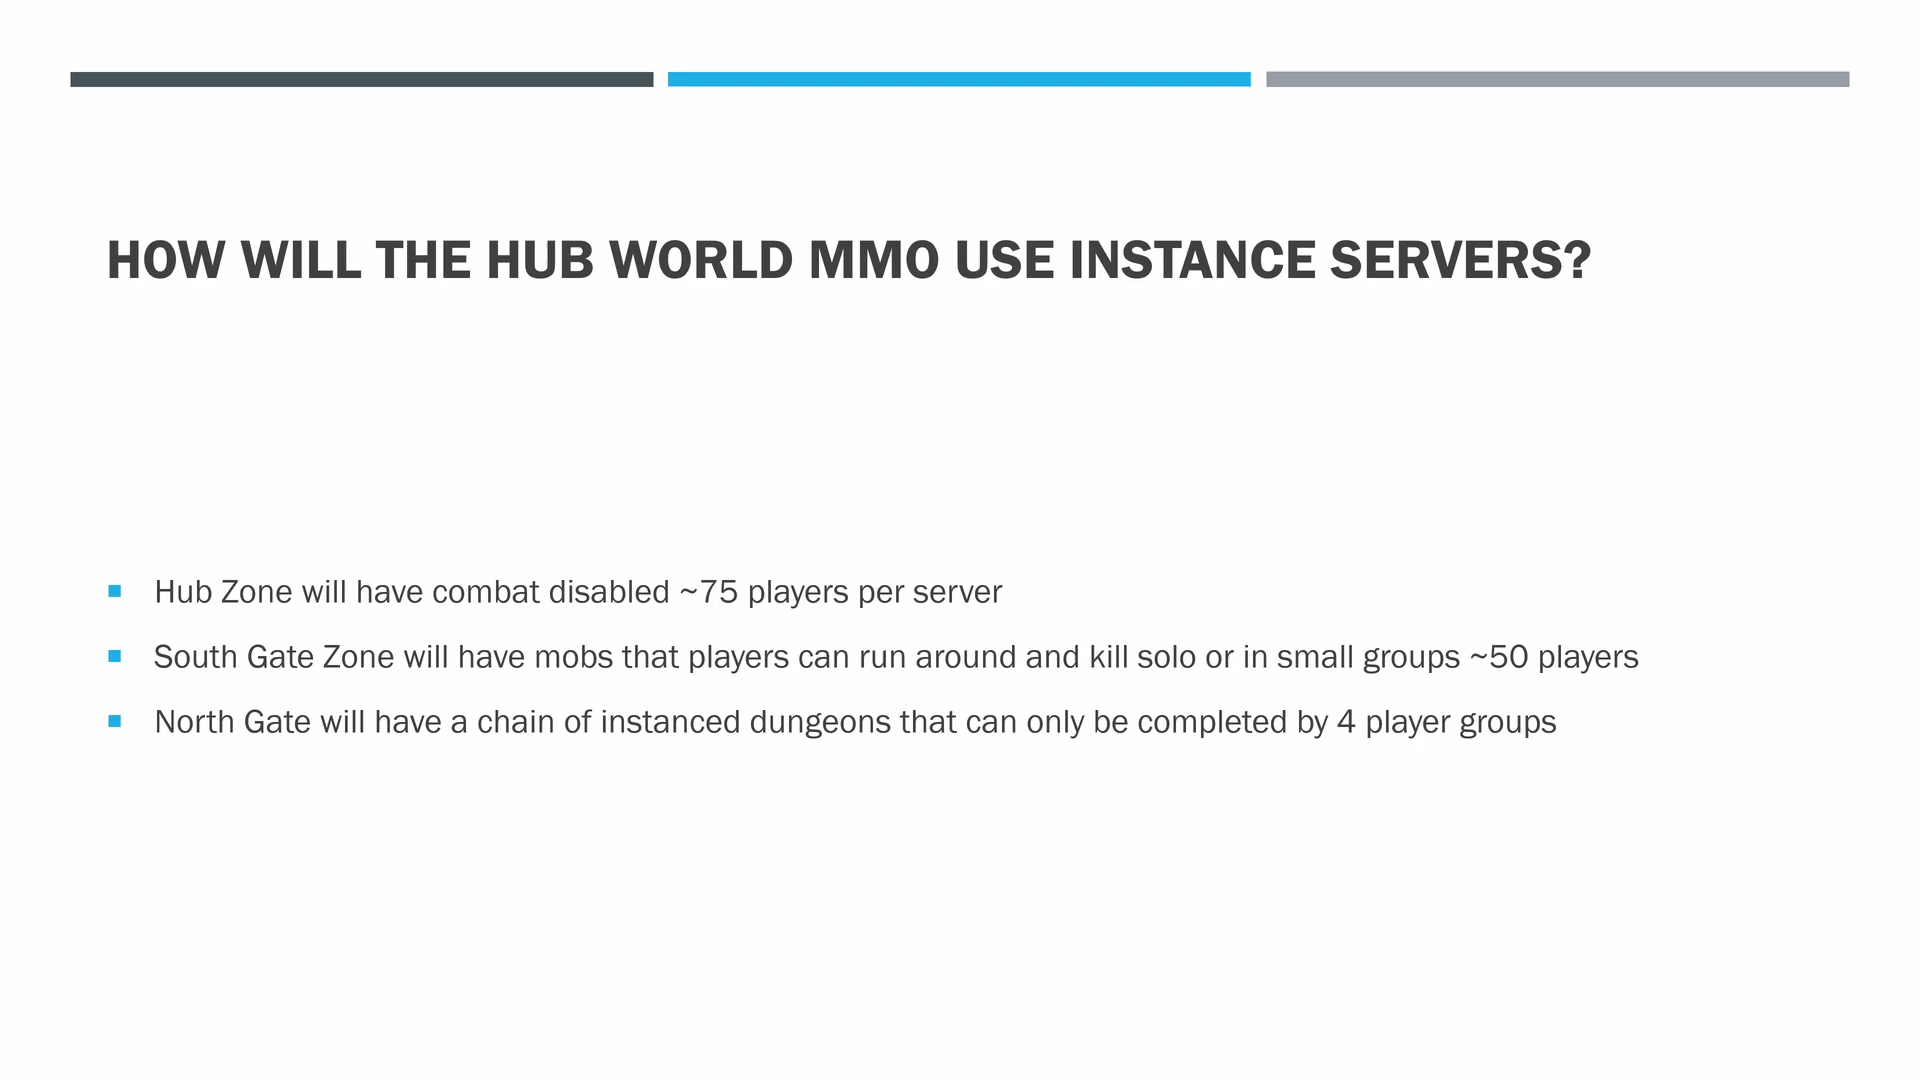 HOW WILL THE HUB WORLD MMO USE INSTANCE SERVERS?
Hub Zone will have combat disabled ~75 players per server
South Gate Zone will have mobs that players can run around and kill solo or in small groups ~50 players
North Gate will have a chain of instanced dungeons that can only be completed by 4 player groups